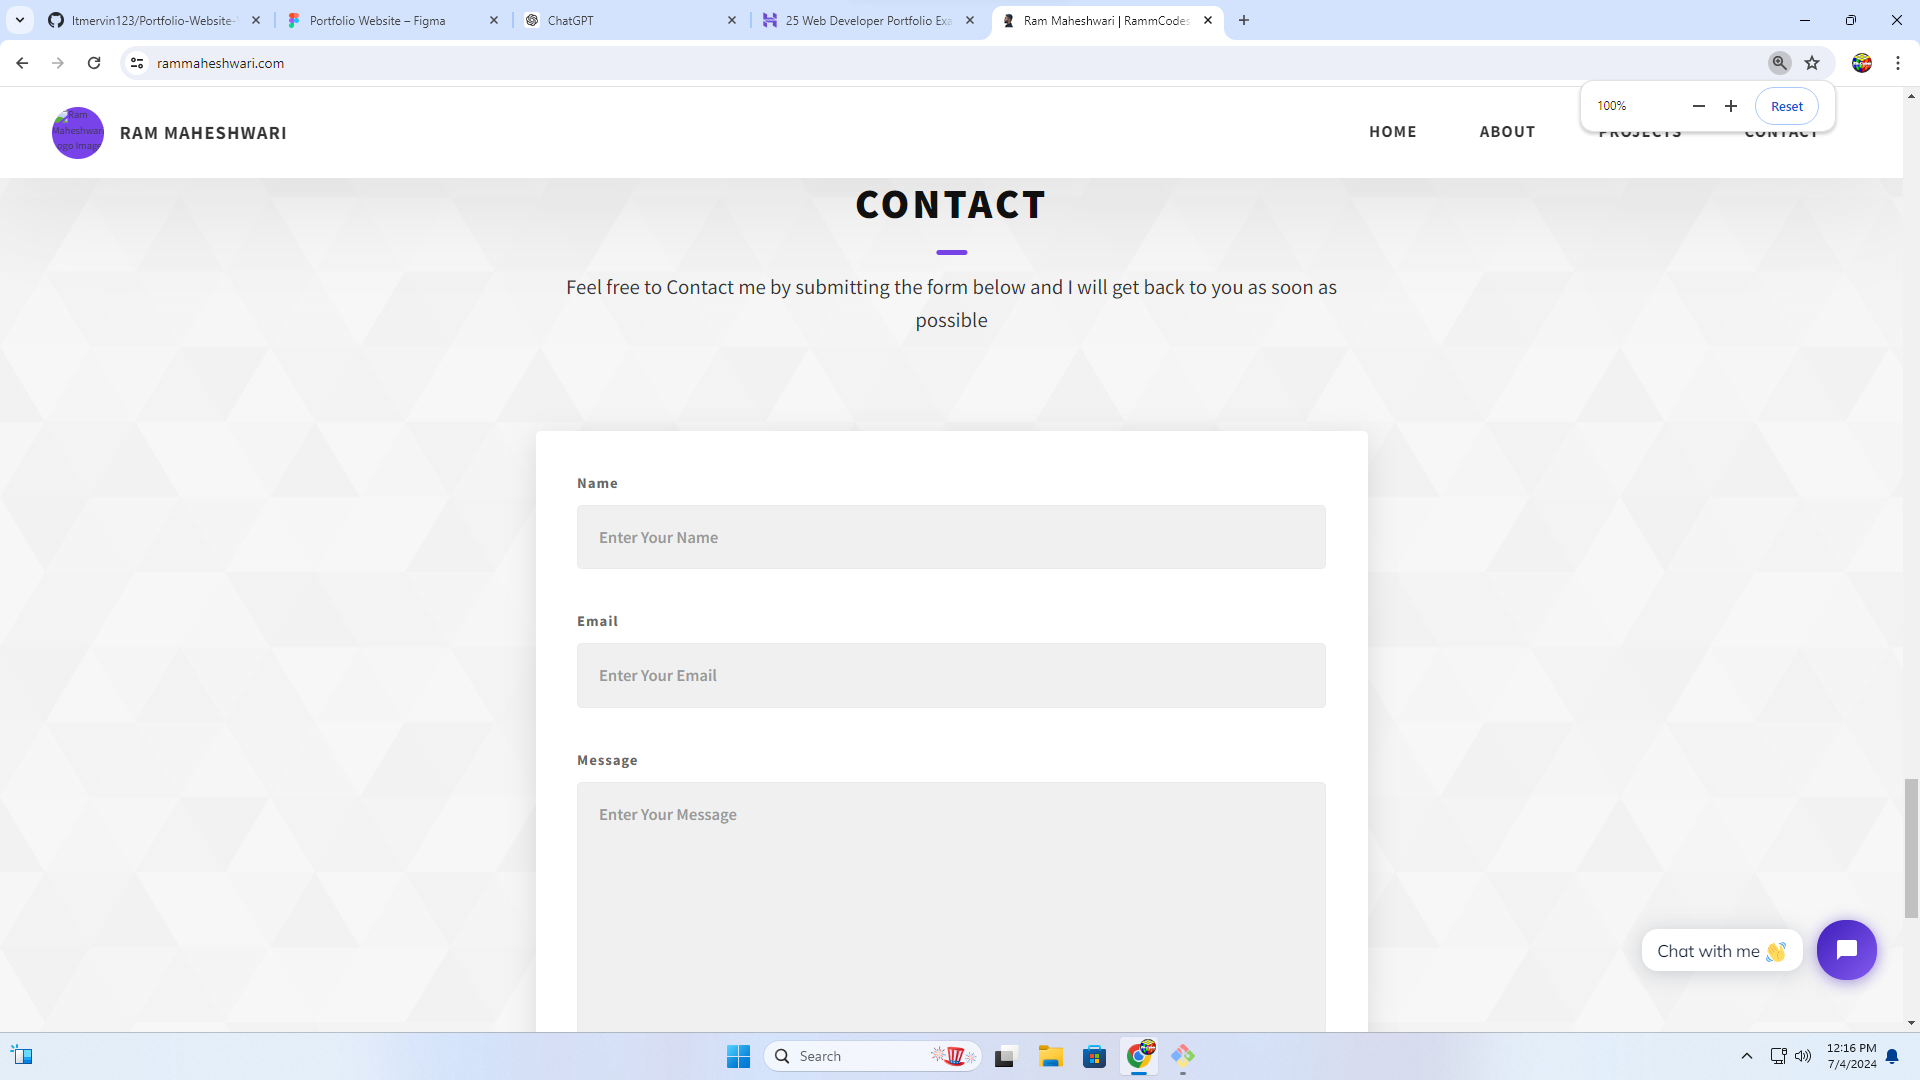 Itmervin123/Portfolio-Website-
Portfolio Website – Figma
ChatGPT
25 Web Developer Portfolio Exa
Ram Maheshwari | RammCodes
rammaheshwari.com
100%
Reset
Ram
Maheshwari
ogo Image
RAM MAHESHWARI
HOME
ABOUT
PROJECTS
CONTACT
CONTACT
Feel free to Contact me by submitting the form below and I will get back to you as soon as
possible
Name
Enter Your Name
Email
Enter Your Email
Message
Enter Your Message
Chat with me 👋
Search
12:16 PM
7/4/2024